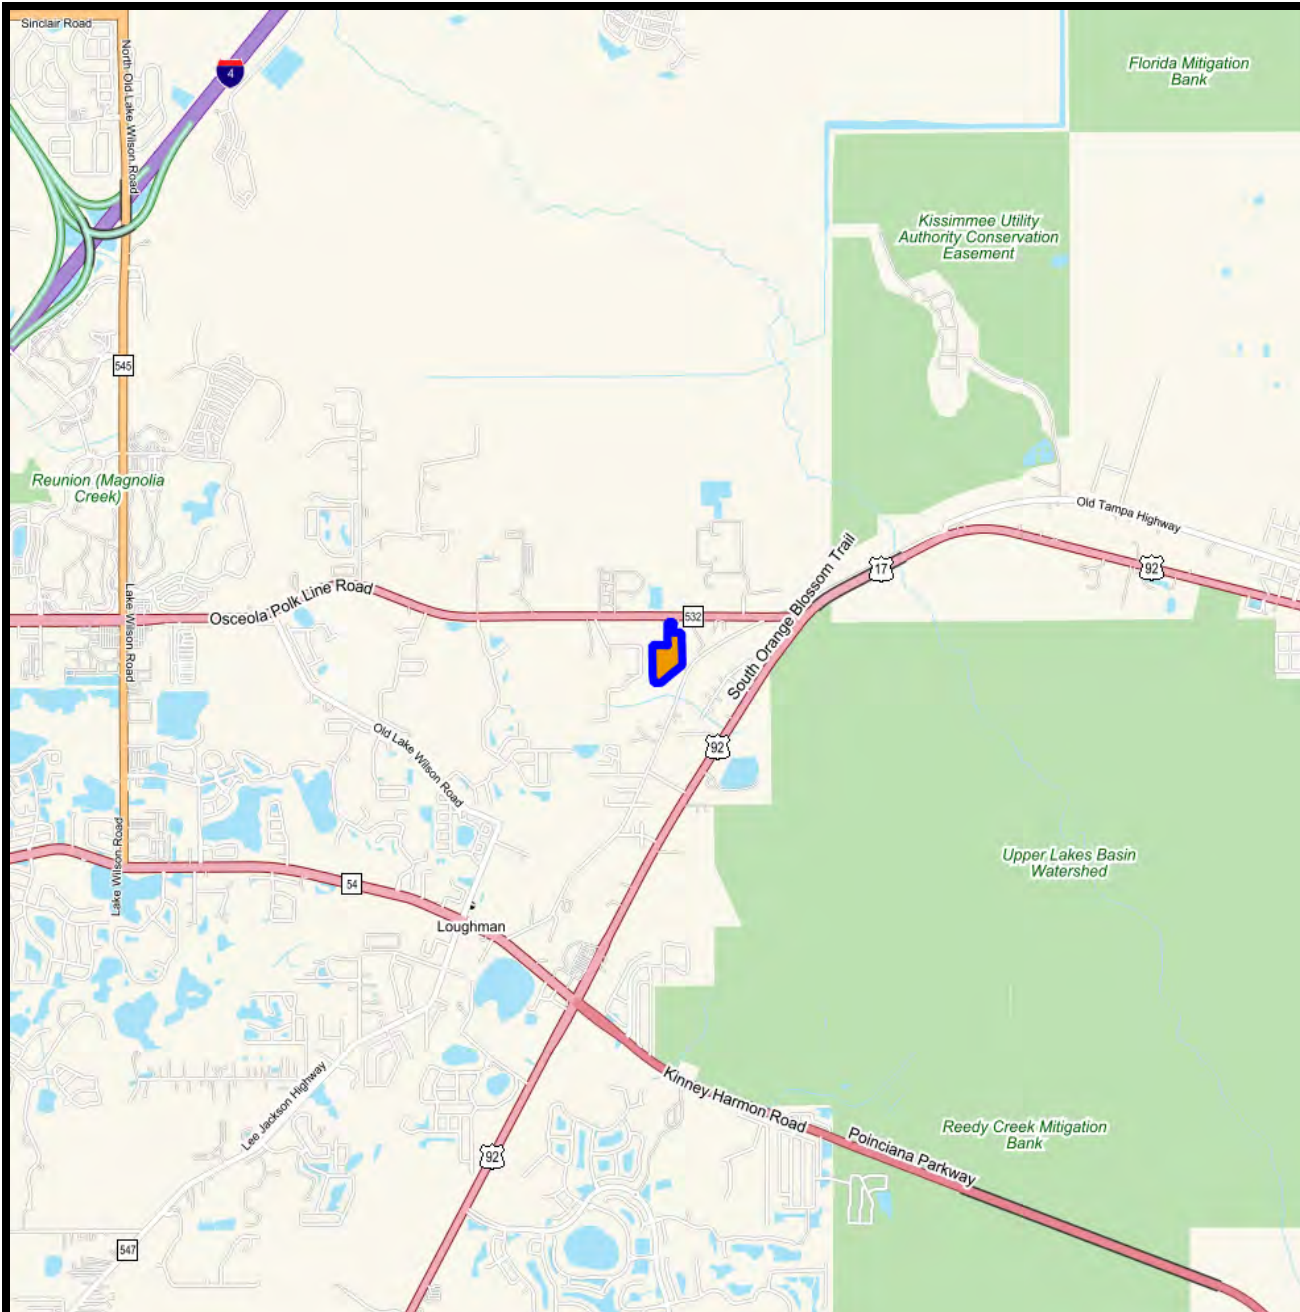 Sinclair Road
North Old Lake Wilson Road
4
Florida Mitigation
Bank
Kissimmee Utility
Authority Conservation
Easement
545
Reunion (Magnolia
Creek)
Old Tampa Highway
17
92
Osceola Polk Line Road
532
South Orange Blossom Trail
Lake Wilson Road
Old Lake Wilson Road
92
Lake Wilson Road
54
Loughman
Upper Lakes Basin
Watershed
Lee Jackson Highway
Kinney Harmon Road
Poinciana Parkway
Reedy Creek Mitigation
Bank
92
547